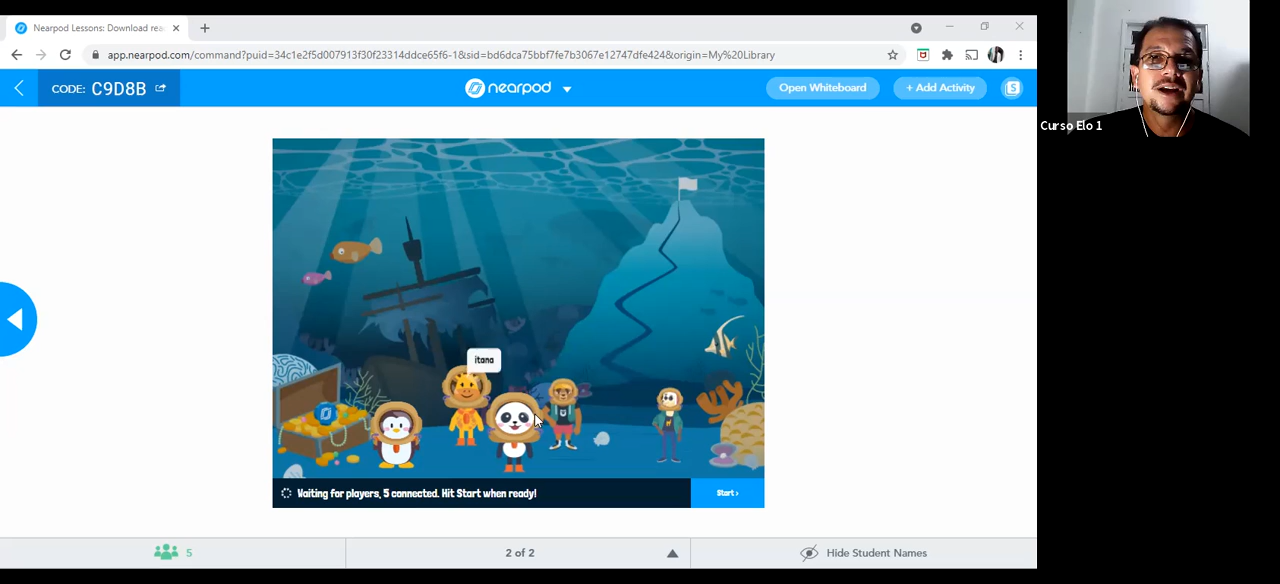 Nearpod Lessons: Download rea
app.nearpod.com/command?puid=34c1e2f5d007913f30f23314ddce65f6-1&sid=bd6dca75bbf7fe7b3067e12747dfe424&origin=My%20Library
CODE: C9D8B
nearpod
Open Whiteboard
+ Add Activity
S
Curso Elo 1
itana
Waiting for players, 5 connected. Hit Start when ready!
Start ›
5
2 of 2
Hide Student Names